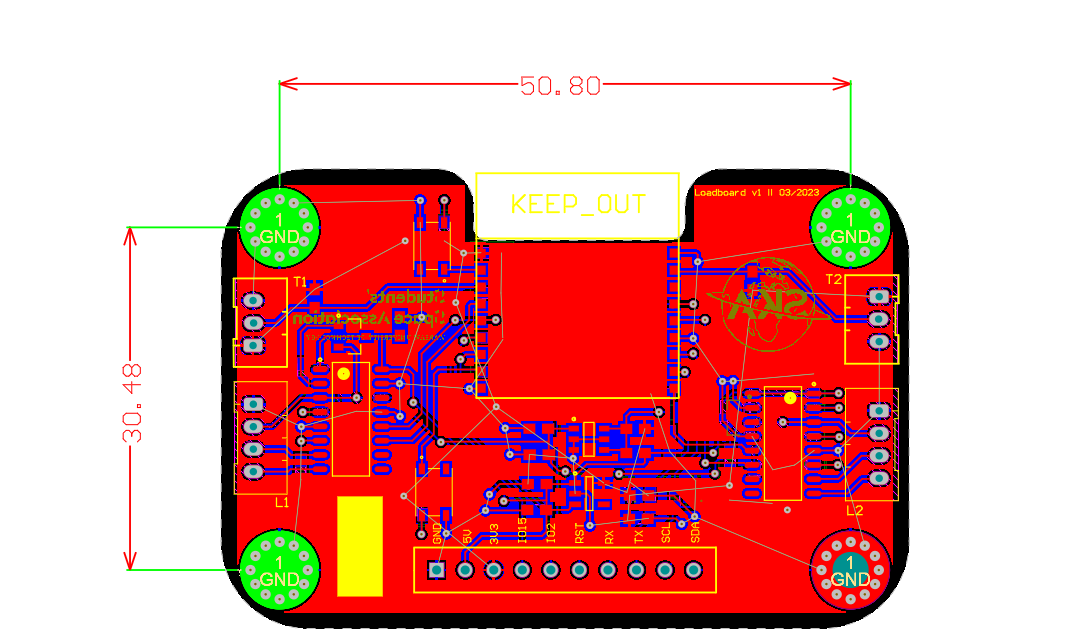 50.80
KEEP_OUT
Loadboard v1 II 03/2023
1
GND
1
GND
T1
T2
Students'
Space Association
SKA
30.48
L1
L2
GND
5V
3V3
IO15
IO2
RST
RX
TX
SCL
SDA
1
GND
1
GND